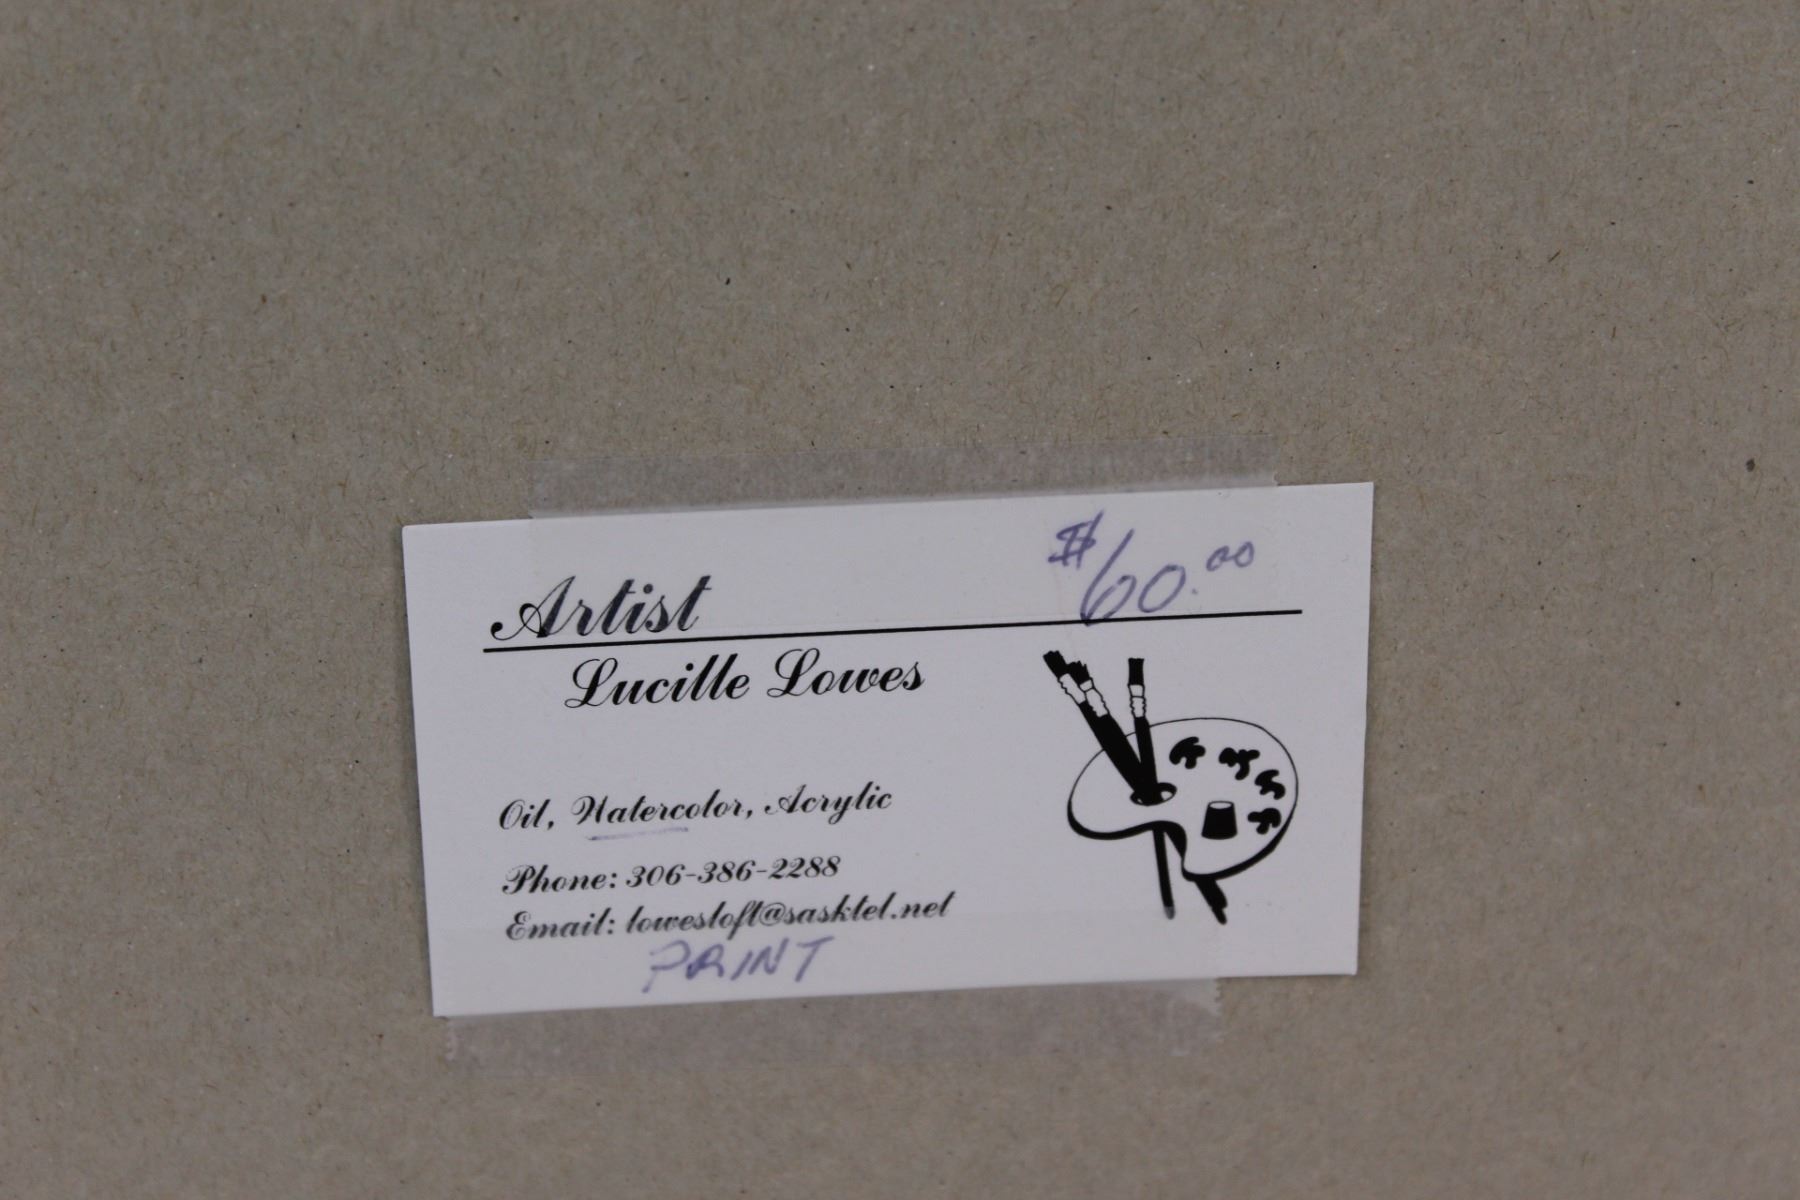 $60.00
Artist
Lucille Lowes
Oil, Watercolor, Acrylic
Phone: 306-386-2288
Email: lowesloft@sasktel.net
PRINT